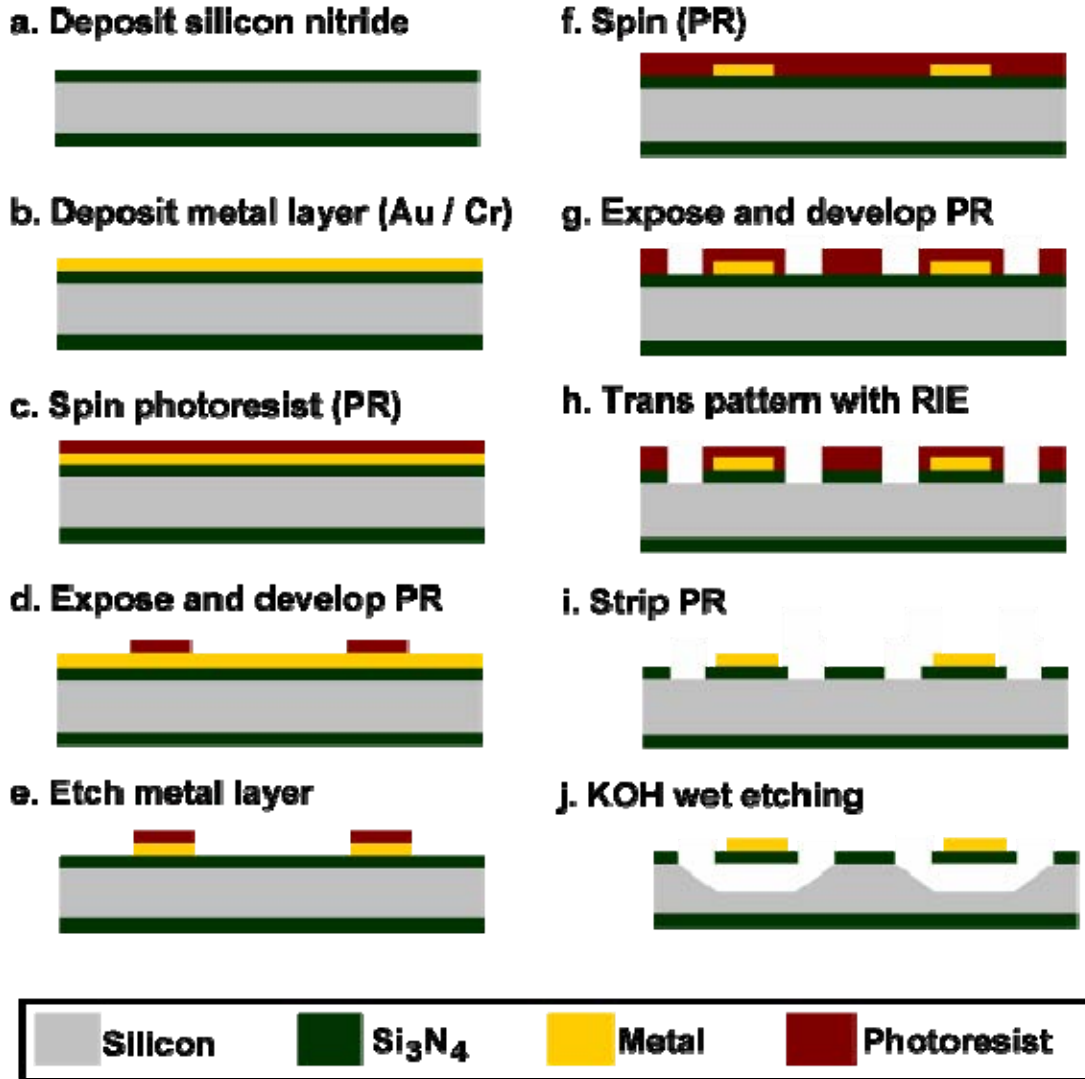 a. Deposit silicon nitride
b. Deposit metal layer (Au / Cr)
c. Spin photoresist (PR)
d. Expose and develop PR
e. Etch metal layer
f. Spin (PR)
g. Expose and develop PR
h. Trans pattern with RIE
i. Strip PR
j. KOH wet etching
Sillicon
Si₃N₄
Metal
Photoresist